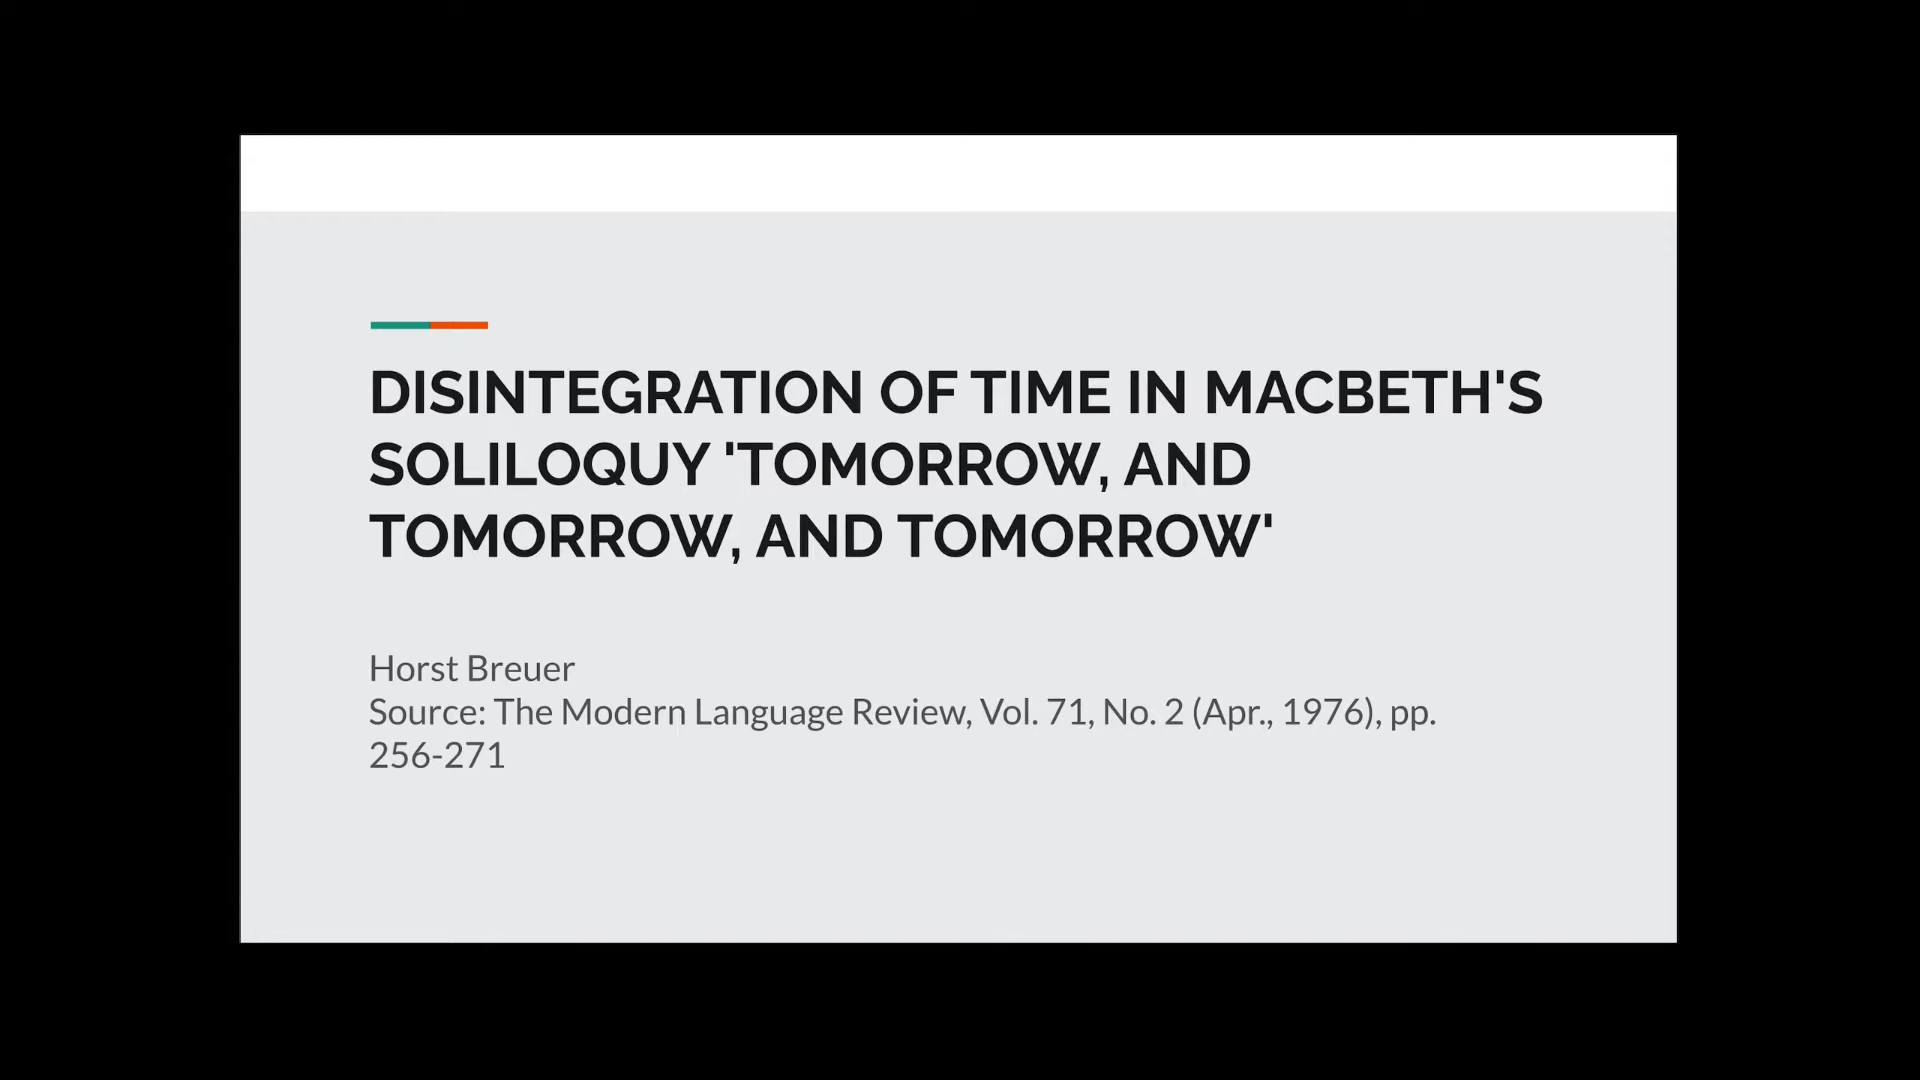 DISINTEGRATION OF TIME IN MACBETH'S
SOLILOQUY 'TOMORROW, AND
TOMORROW, AND TOMORROW'
Horst Breuer
Source: The Modern Language Review, Vol. 71, No. 2 (Apr., 1976), pp.
256-271